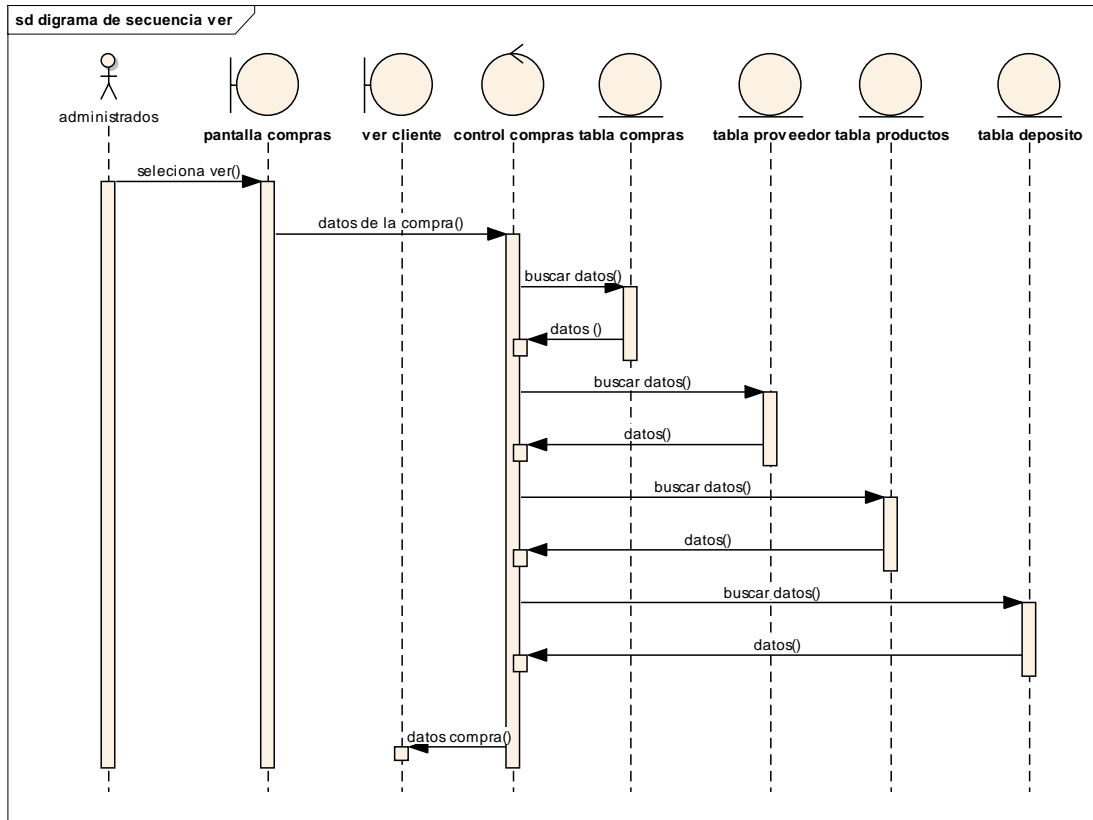 sd digrama de secuencia ver
administrados
pantalla compras
ver cliente
control compras
tabla compras
tabla proveedor
tabla productos
tabla deposito
seleciona ver()
datos de la compra()
buscar datos()
datos ()
buscar datos()
datos()
buscar datos()
datos()
buscar datos()
datos()
datos compra()